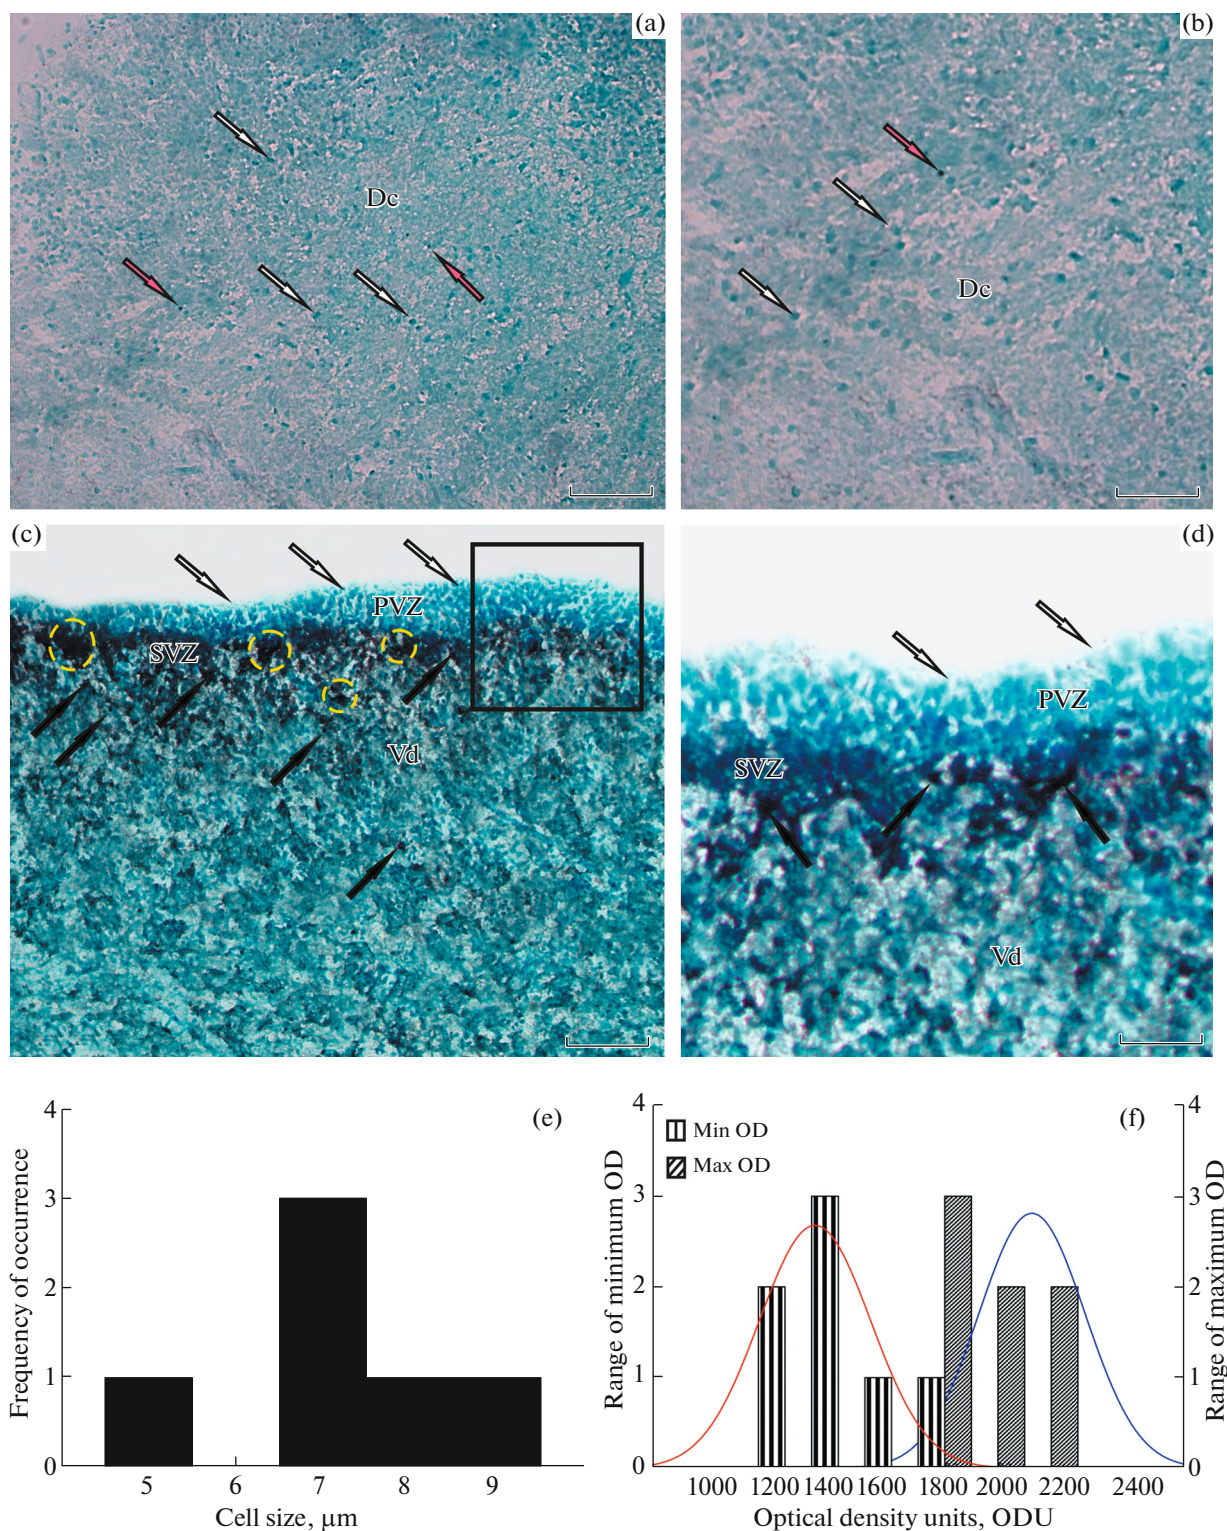 (a)
Dc
(b)
Dc
(c)
PVZ
SVZ
Vd
(d)
PVZ
SVZ
Vd
(e)
4
3
2
1
0
5 6 7 8 9
Frequency of occurrence
Cell size, μm
(f)
Min OD
Max OD
4
3
2
1
0
4
3
2
1
0
1000 1200 1400 1600 1800 2000 2200 2400
Range of minimum OD
Range of maximum OD
Optical density units, ODU